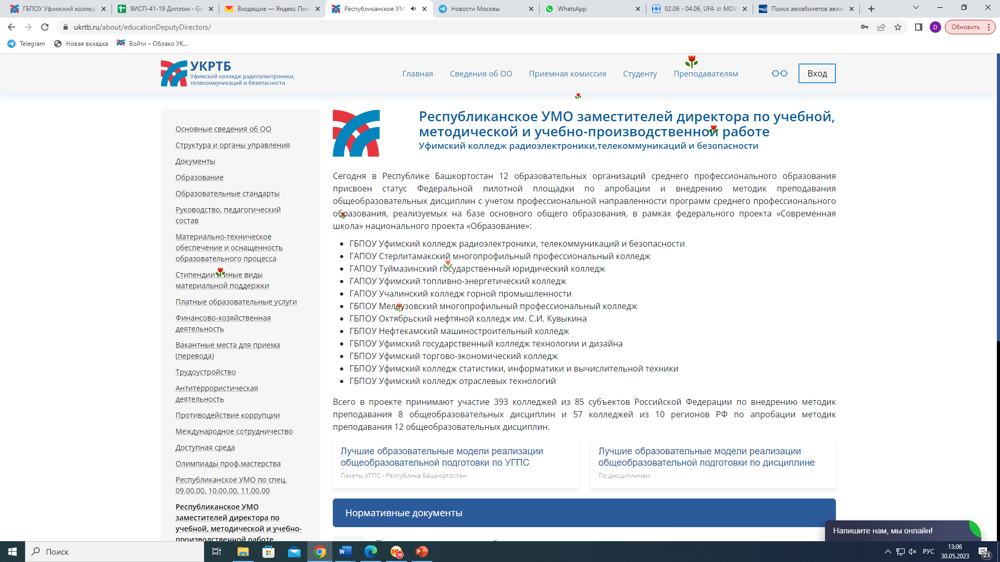 ГБПОУ Уфимский коллед
9ИСП-41-19 Диплом - Go
Входящие — Яндекс Поч
Республиканское УМ
Новости Москвы
WhatsApp
02.06 - 04.06, UFA ⇄ MOW
Поиск авиабилетов авиа
ukrtb.ru/about/educationDeputyDirectors/
D
Обновить
Telegram
Новая вкладка
Войти – Облако УК...
УКРТБ
Уфимский колледж радиоэлектроники,
телекоммуникаций и безопасности
Главная
Сведения об ОО
Приемная комиссия
Студенту
Преподавателям
Вход
Основные сведения об ОО
Структура и органы управления
Документы
Образование
Образовательные стандарты
Руководство, педагогический
состав
Материально-техническое
обеспечение и оснащенность
образовательного процесса
Стипендии иные виды
материальной поддержки
Платные образовательные услуги
Финансово-хозяйственная
деятельность
Вакантные места для приема
(перевода)
Трудоустройство
Антитеррористическая
деятельность
Противодействие коррупции
Международное сотрудничество
Доступная среда
Олимпиады проф.мастерства
Республиканское УМО по спец.
09.00.00, 10.00.00, 11.00.00
Республиканское УМО
заместителей директора по
учебной, методической и учебно-
производственной работе
Республиканское УМО заместителей директора по учебной,
методической и учебно-производственной работе
Уфимский колледж радиоэлектроники,телекоммуникаций и безопасности
Сегодня в Республике Башкортостан 12 образовательных организаций среднего профессионального образования
присвоен статус Федеральной пилотной площадки по апробации и внедрению методик преподавания
общеобразовательных дисциплин с учетом профессиональной направленности программ среднего профессионального
образования, реализуемых на базе основного общего образования, в рамках федерального проекта «Современная
школа» национального проекта «Образование»:
ГБПОУ Уфимский колледж радиоэлектроники, телекоммуникаций и безопасности
ГАПОУ Стерлитамакский многопрофильный профессиональный колледж
ГАПОУ Туймазинский государственный юридический колледж
ГАПОУ Уфимский топливно-энергетический колледж
ГАПОУ Учалинский колледж горной промышленности
ГБПОУ Мелеузовский многопрофильный профессиональный колледж
ГБПОУ Октябрьский нефтяной колледж им. С.И. Кувыкина
ГБПОУ Нефтекамский машиностроительный колледж
ГБПОУ Уфимский государственный колледж технологии и дизайна
ГБПОУ Уфимский торгово-экономический колледж
ГБПОУ Уфимский колледж статистики, информатики и вычислительной техники
ГБПОУ Уфимский колледж отраслевых технологий
Всего в проекте принимают участие 393 колледжей из 85 субъектов Российской Федерации по внедрению методик
преподавания 8 общеобразовательных дисциплин и 57 колледжей из 10 регионов РФ по апробации методик
преподавания 12 общеобразовательных дисциплин.
Лучшие образовательные модели реализации
общеобразовательной подготовки по УГПС
Пакеты УГПС - Республика Башкортостан
Лучшие образовательные модели реализации
общеобразовательной подготовки по дисциплине
По дисциплинам
Нормативные документы
Напишите нам, мы онлайн!
Поиск
36
РУС
13:06
30.05.2023
23